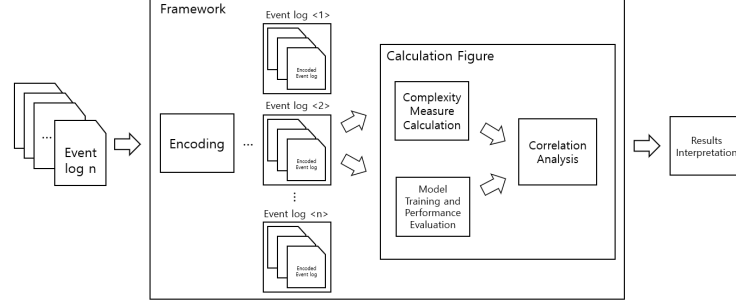 Framework
...
Event
log n
Encoding
...
Event log <1>
Encoded
Event log
Event log <2>
Encoded
Event log
⋮
Event log <n>
Encoded
Event log
Calculation Figure
Complexity
Measure
Calculation
Model
Training and
Performance
Evaluation
Correlation
Analysis
Results
Interpretation